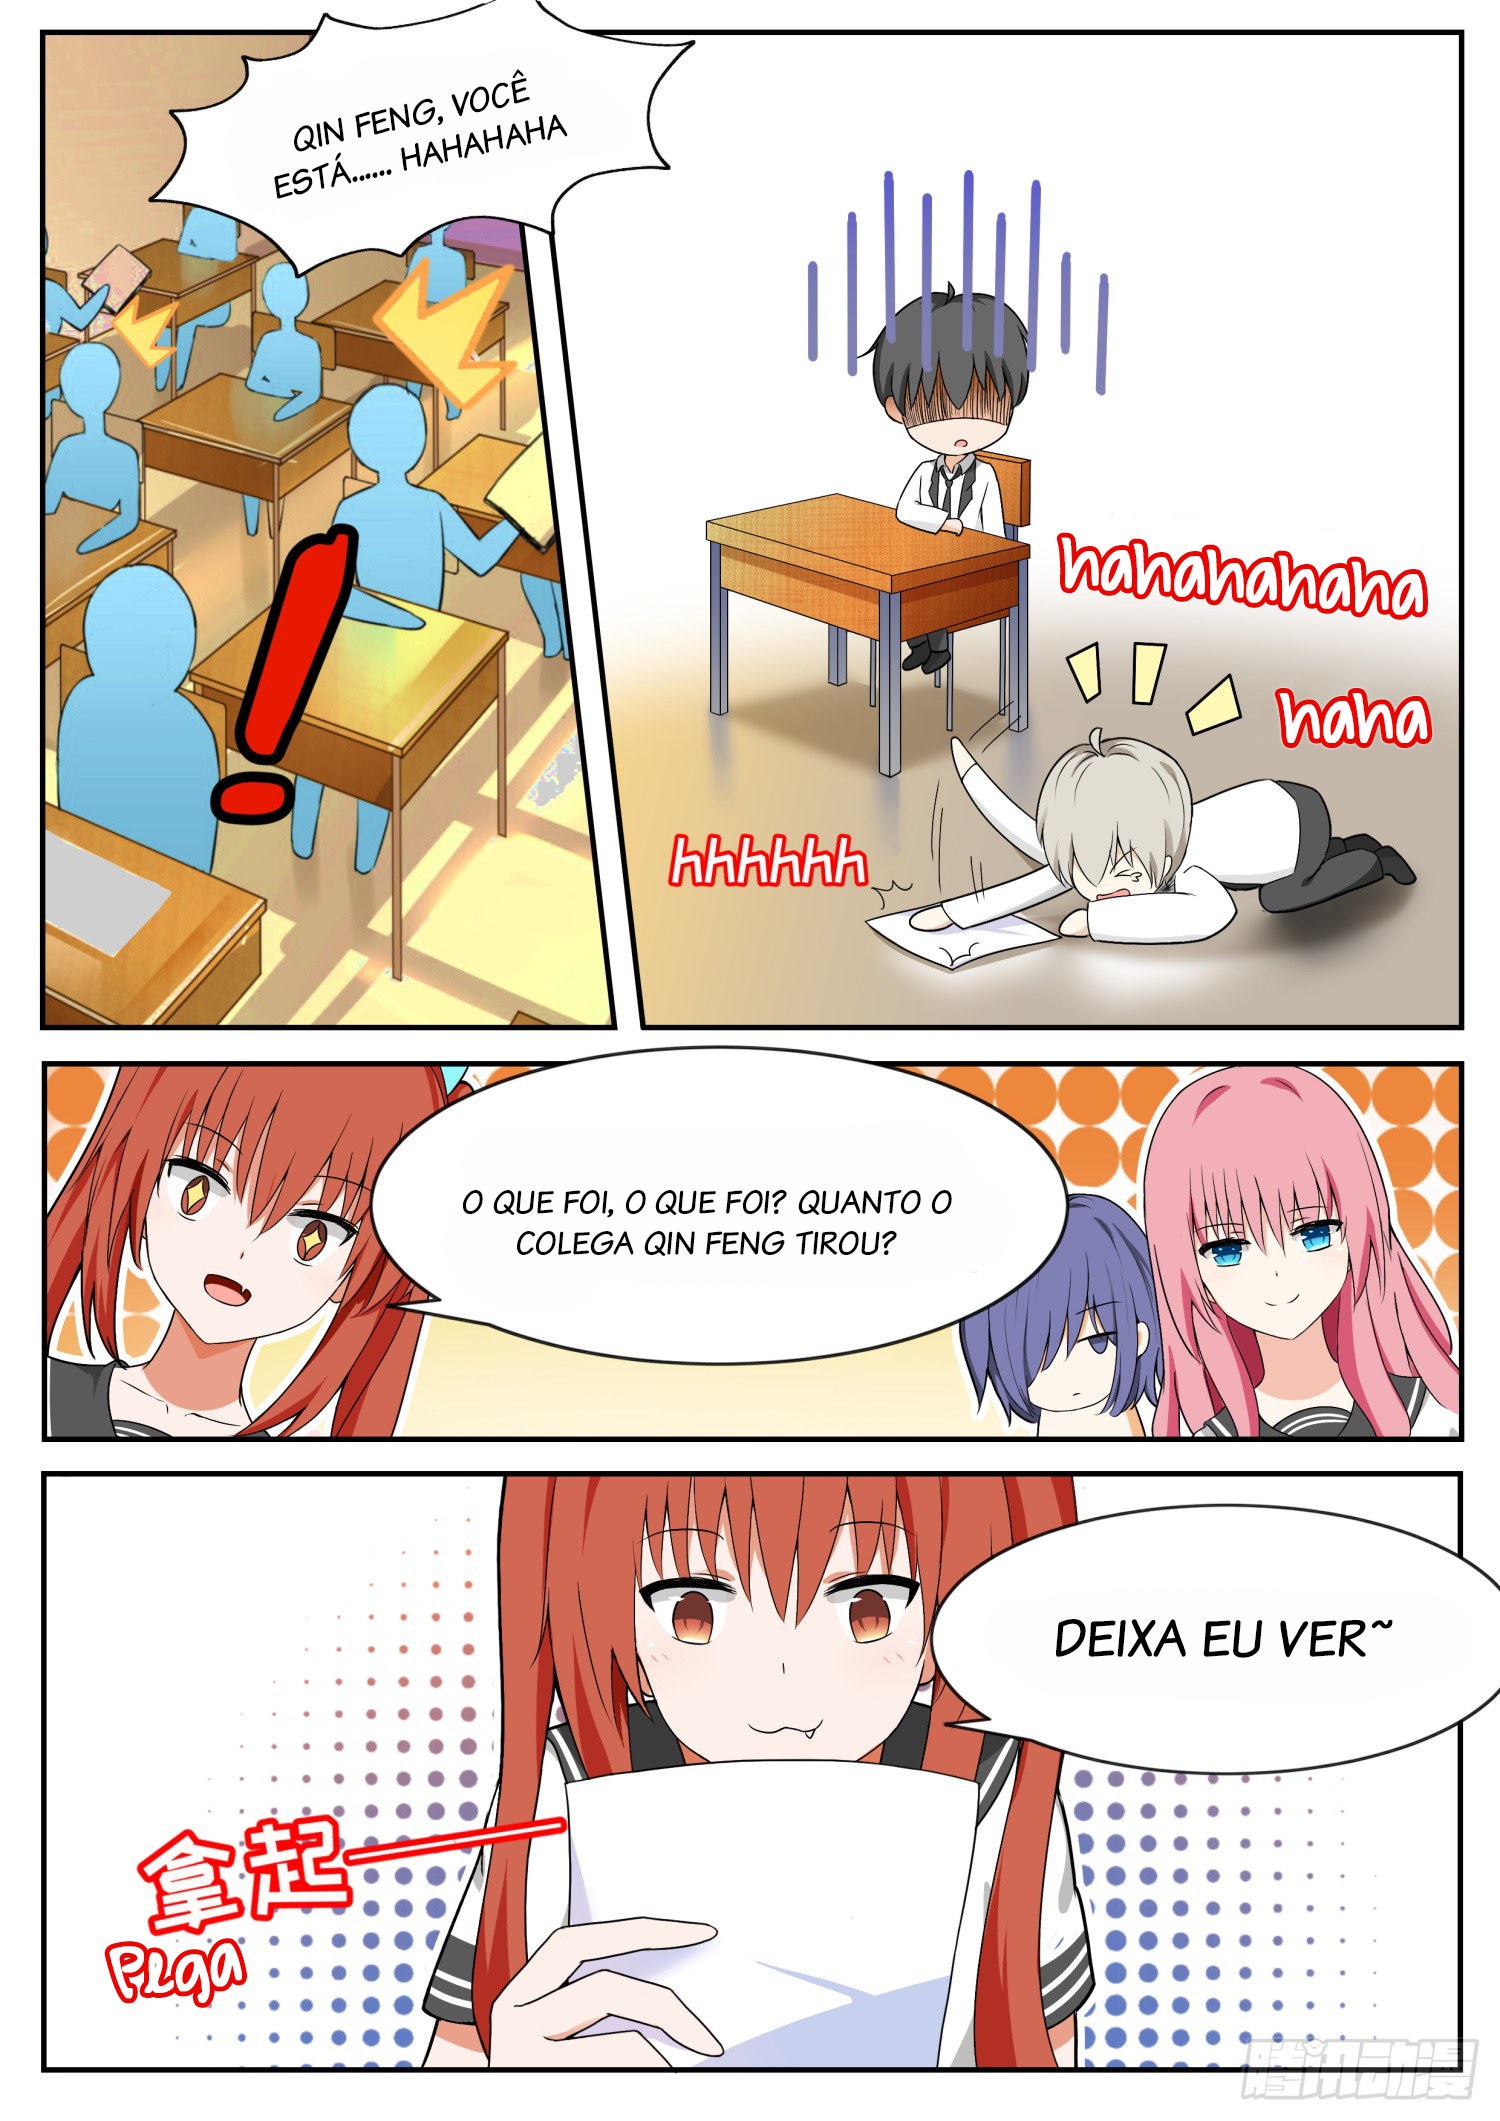 QIN FENG, VOCÊ
ESTÁ...... HAHAHAHA
hahahahaha
haha
hhhhhh
O QUE FOI, O QUE FOI? QUANTO O
COLEGA QIN FENG TIROU?
DEIXA EU VER~
拿起
Pega
腾讯动漫